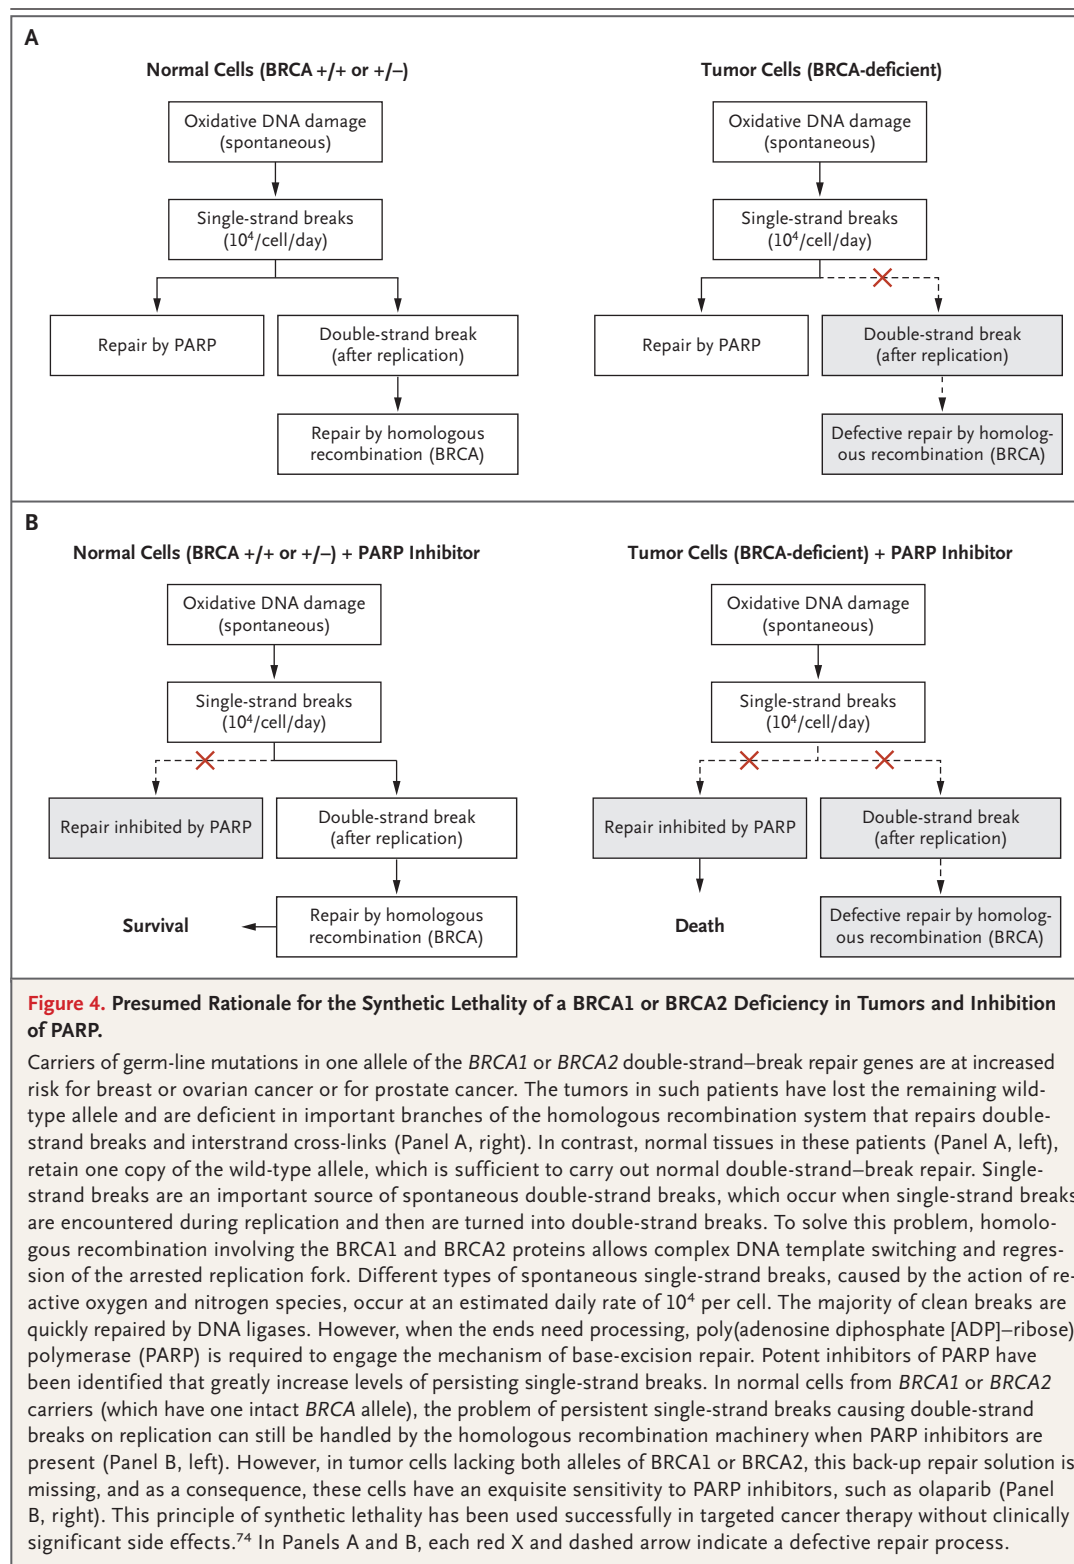 A
Normal Cells (BRCA +/+ or +/–)
Oxidative DNA damage
(spontaneous)
Single-strand breaks
(10⁴/cell/day)
Repair by PARP
Double-strand break
(after replication)
Repair by homologous
recombination (BRCA)
Tumor Cells (BRCA-deficient)
Oxidative DNA damage
(spontaneous)
Single-strand breaks
(10⁴/cell/day)
Repair by PARP
Double-strand break
(after replication)
Defective repair by homolog-
ous recombination (BRCA)
B
Normal Cells (BRCA +/+ or +/–) + PARP Inhibitor
Oxidative DNA damage
(spontaneous)
Single-strand breaks
(10⁴/cell/day)
Repair inhibited by PARP
Double-strand break
(after replication)
Survival
Repair by homologous
recombination (BRCA)
Tumor Cells (BRCA-deficient) + PARP Inhibitor
Oxidative DNA damage
(spontaneous)
Single-strand breaks
(10⁴/cell/day)
Repair inhibited by PARP
Double-strand break
(after replication)
Death
Defective repair by homolog-
ous recombination (BRCA)
Figure 4. Presumed Rationale for the Synthetic Lethality of a BRCA1 or BRCA2 Deficiency in Tumors and Inhibition
of PARP.
Carriers of germ-line mutations in one allele of the BRCA1 or BRCA2 double-strand–break repair genes are at increased
risk for breast or ovarian cancer or for prostate cancer. The tumors in such patients have lost the remaining wild-
type allele and are deficient in important branches of the homologous recombination system that repairs double-
strand breaks and interstrand cross-links (Panel A, right). In contrast, normal tissues in these patients (Panel A, left),
retain one copy of the wild-type allele, which is sufficient to carry out normal double-strand–break repair. Single-
strand breaks are an important source of spontaneous double-strand breaks, which occur when single-strand breaks
are encountered during replication and then are turned into double-strand breaks. To solve this problem, homolo-
gous recombination involving the BRCA1 and BRCA2 proteins allows complex DNA template switching and regres-
sion of the arrested replication fork. Different types of spontaneous single-strand breaks, caused by the action of re-
active oxygen and nitrogen species, occur at an estimated daily rate of 10⁴ per cell. The majority of clean breaks are
quickly repaired by DNA ligases. However, when the ends need processing, poly(adenosine diphosphate [ADP]–ribose)
polymerase (PARP) is required to engage the mechanism of base-excision repair. Potent inhibitors of PARP have
been identified that greatly increase levels of persisting single-strand breaks. In normal cells from BRCA1 or BRCA2
carriers (which have one intact BRCA allele), the problem of persistent single-strand breaks causing double-strand
breaks on replication can still be handled by the homologous recombination machinery when PARP inhibitors are
present (Panel B, left). However, in tumor cells lacking both alleles of BRCA1 or BRCA2, this back-up repair solution is
missing, and as a consequence, these cells have an exquisite sensitivity to PARP inhibitors, such as olaparib (Panel
B, right). This principle of synthetic lethality has been used successfully in targeted cancer therapy without clinically
significant side effects.⁷⁴ In Panels A and B, each red X and dashed arrow indicate a defective repair process.